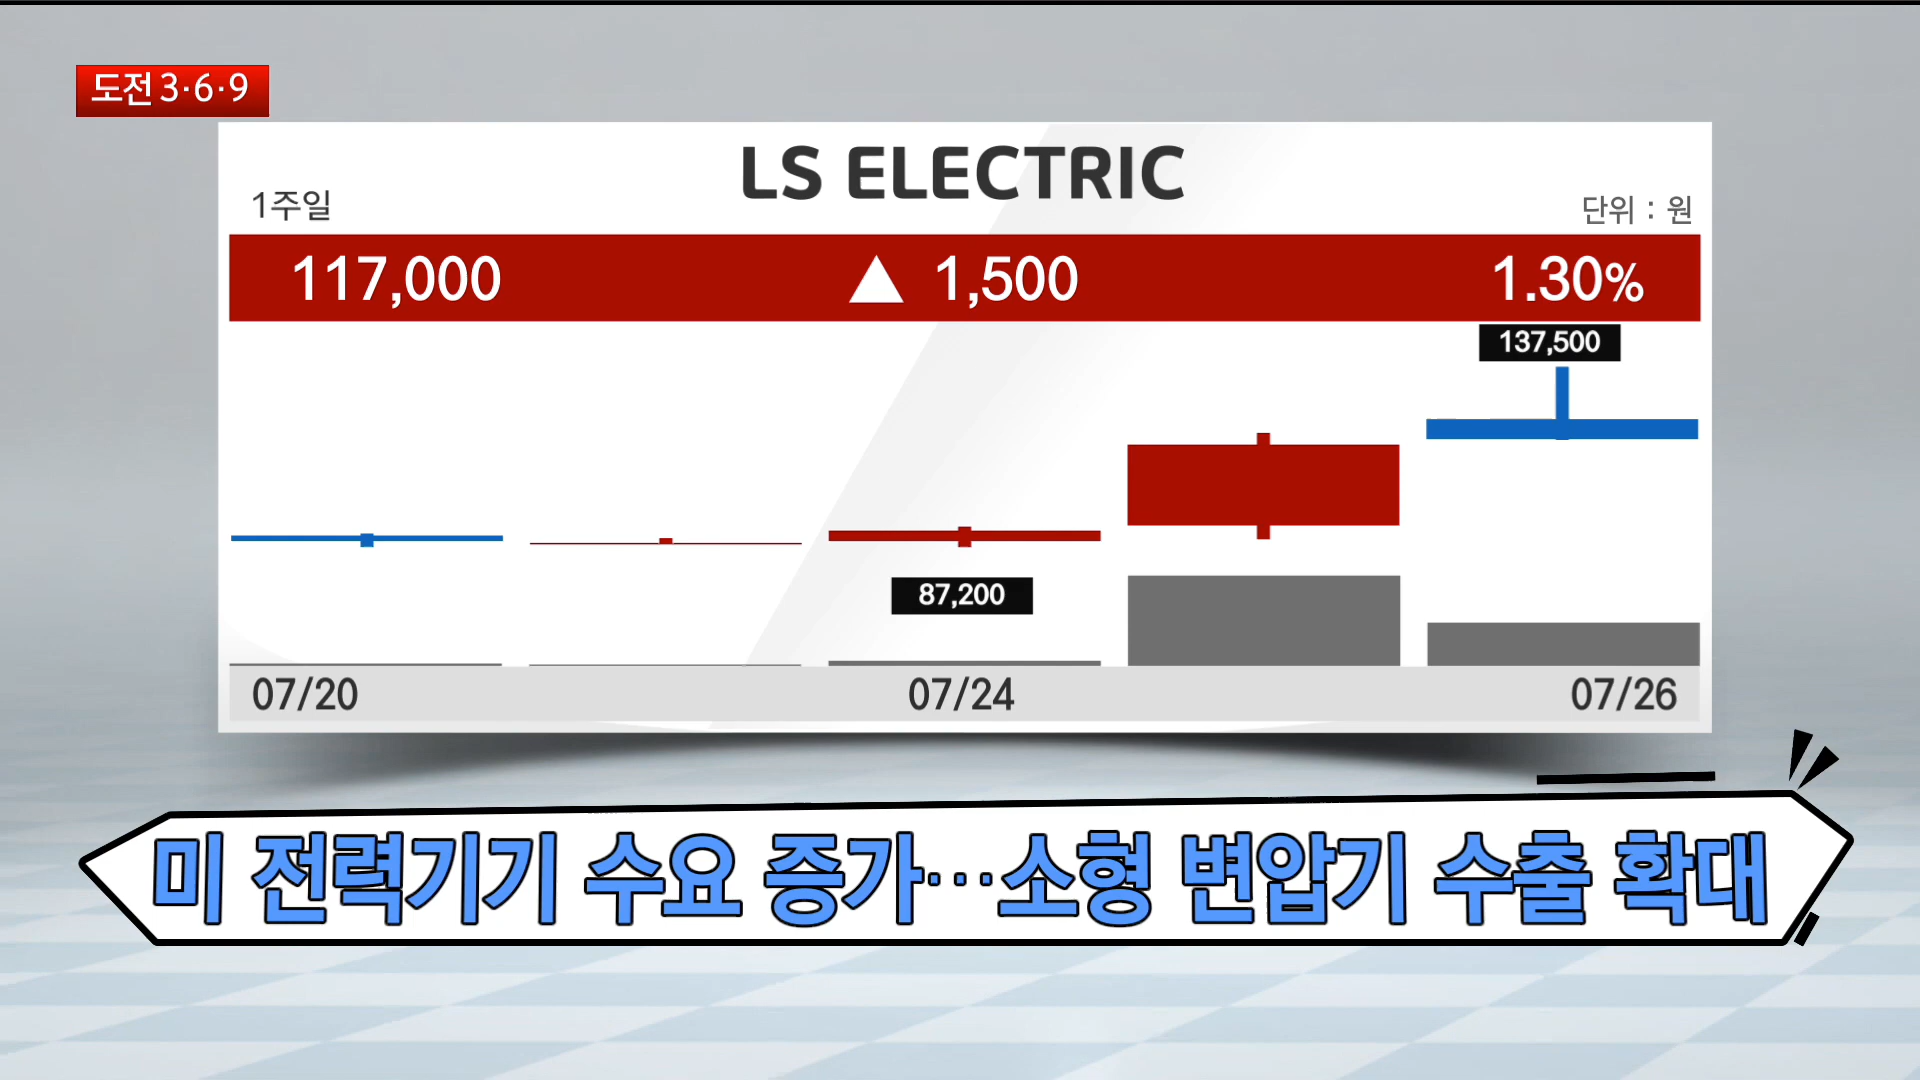 도전 3·6·9
LS ELECTRIC
1주일
단위 : 원
117,000 ▲ 1,500 1.30%
137,500
87,200
07/20 07/24 07/26
미 전력기기 수요 증가…소형 변압기 수출 확대